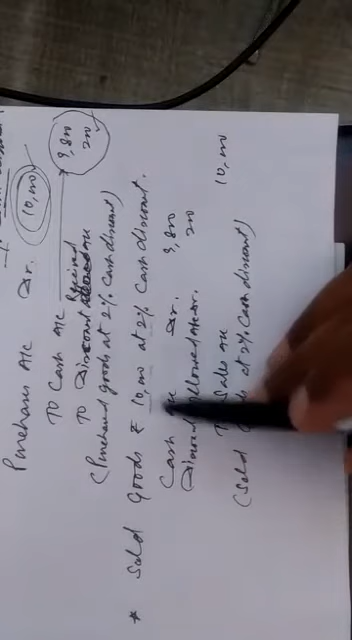 Purchases A/c Dr. 10,000
To Cash A/c 9,800
To Discount Received 200
(Purchased goods at 2% cash discount)
* Sold Goods ₹ 10,000 at 2% Cash discount.
Cash Dr. 9,800
Discount Allowed A/c Dr. 200
To Sale A/c 10,000
(Sold at 2% Cash discount)